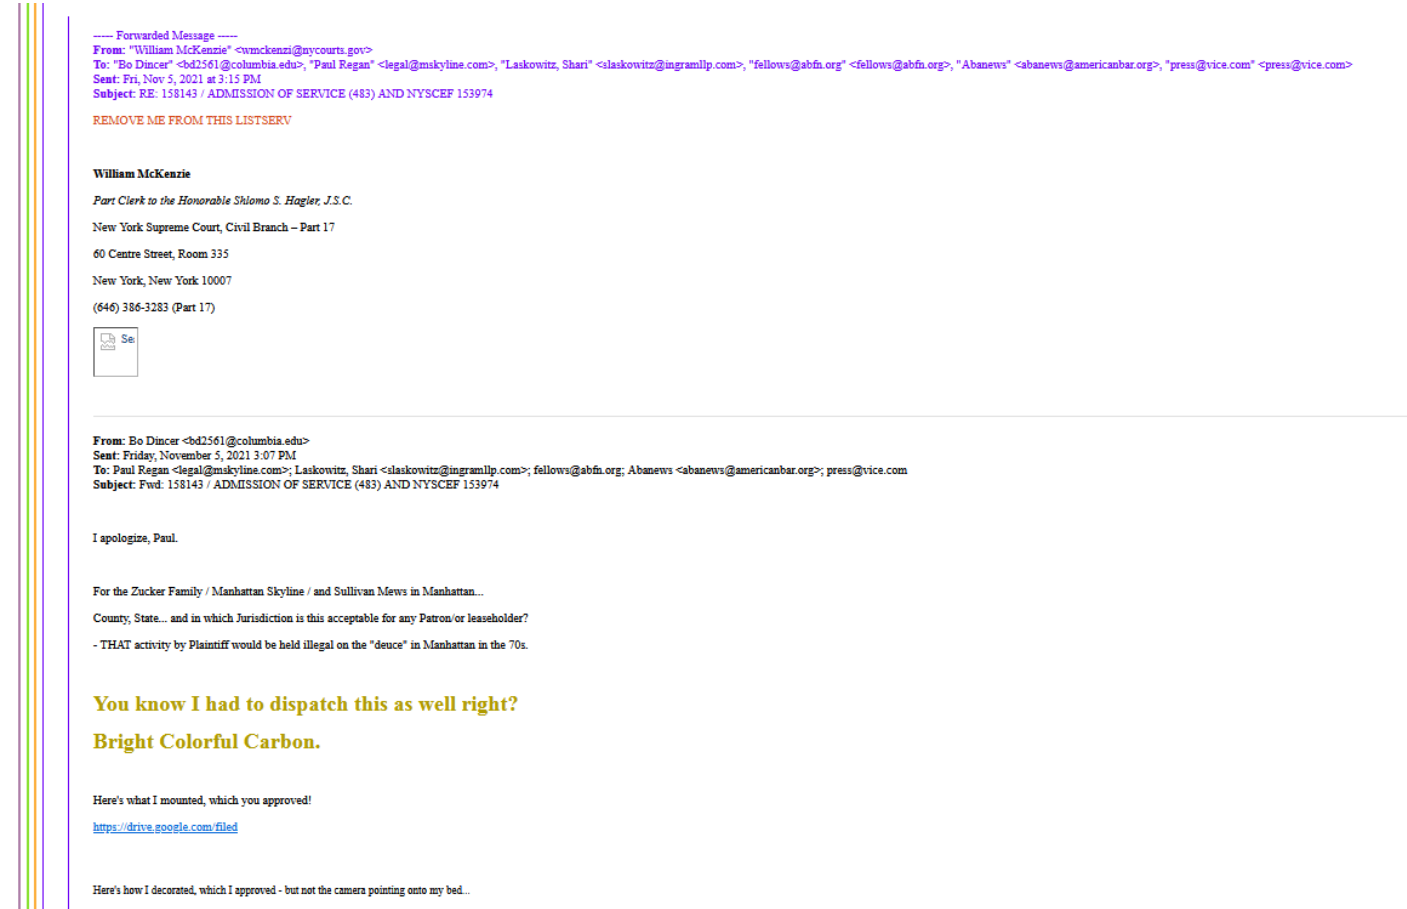 ----- Forwarded Message -----
From: "William McKenzie" <wmckenzi@nycourts.gov>
To: "Bo Dincer" <bd2561@columbia.edu>, "Paul Regan" <legal@mskyline.com>, "Laskowitz, Shari" <slaskowitz@ingramllp.com>, "fellows@abfn.org" <fellows@abfn.org>, "Abanews" <abanews@americanbar.org>, "press@vice.com" <press@vice.com>
Sent: Fri, Nov 5, 2021 at 3:15 PM
Subject: RE: 158143 / ADMISSION OF SERVICE (483) AND NYSCEF 153974
REMOVE ME FROM THIS LISTSERV
William McKenzie
Part Clerk to the Honorable Shlomo S. Hagler, J.S.C.
New York Supreme Court, Civil Branch – Part 17
60 Centre Street, Room 335
New York, New York 10007
(646) 386-3283 (Part 17)
Se
From: Bo Dincer <bd2561@columbia.edu>
Sent: Friday, November 5, 2021 3:07 PM
To: Paul Regan <legal@mskyline.com>; Laskowitz, Shari <slaskowitz@ingramllp.com>; fellows@abfn.org; Abanews <abanews@americanbar.org>; press@vice.com
Subject: Fwd: 158143 / ADMISSION OF SERVICE (483) AND NYSCEF 153974
I apologize, Paul.
For the Zucker Family / Manhattan Skyline / and Sullivan Mews in Manhattan...
County, State... and in which Jurisdiction is this acceptable for any Patron/or leaseholder?
- THAT activity by Plaintiff would be held illegal on the "deuce" in Manhattan in the 70s.
You know I had to dispatch this as well right?
Bright Colorful Carbon.
Here's what I mounted, which you approved!
https://drive.google.com/filed
Here's how I decorated, which I approved - but not the camera pointing onto my bed...